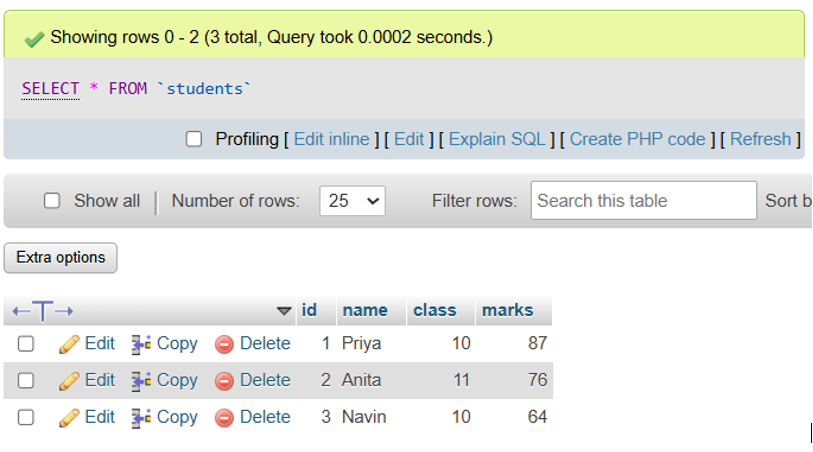 Showing rows 0 - 2 (3 total, Query took 0.0002 seconds.)
SELECT * FROM `students`
Profiling [ Edit inline ] [ Edit ] [ Explain SQL ] [ Create PHP code ] [ Refresh ]
Show all | Number of rows: 25 Filter rows: Search this table Sort b
Extra options
←T→ id name class marks
Edit Copy Delete 1 Priya 10 87
Edit Copy Delete 2 Anita 11 76
Edit Copy Delete 3 Navin 10 64